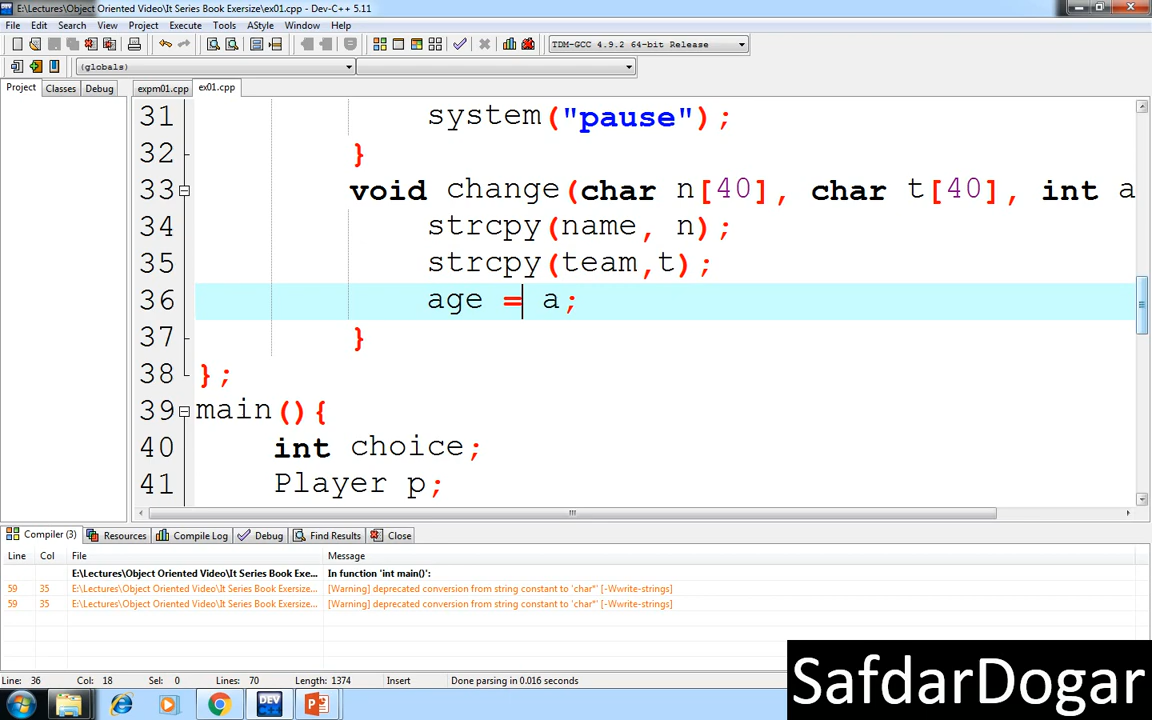 E:\Lectures\Object Oriented Video\It Series Book Exersize\ex01.cpp - Dev-C++ 5.11
File Edit Search View Project Execute Tools AStyle Window Help
TDM-GCC 4.9.2 64-bit Release
(globals)
Project Classes Debug expm01.cpp ex01.cpp
31 system("pause");
32 }
33 void change(char n[40], char t[40], int a
34 strcpy(name, n);
35 strcpy(team,t);
36 age = a;
37 }
38 };
39 main(){
40 int choice;
41 Player p;
Compiler (3) Resources Compile Log Debug Find Results Close
Line Col File Message
E:\Lectures\Object Oriented Video\It Series Book Exe... In function 'int main()':
59 35 E:\Lectures\Object Oriented Video\It Series Book Exersize... [Warning] deprecated conversion from string constant to 'char*' [-Wwrite-strings]
59 35 E:\Lectures\Object Oriented Video\It Series Book Exersize... [Warning] deprecated conversion from string constant to 'char*' [-Wwrite-strings]
Line: 36 Col: 18 Sel: 0 Lines: 70 Length: 1374 Insert Done parsing in 0.016 seconds
DEV
SafdarDogar